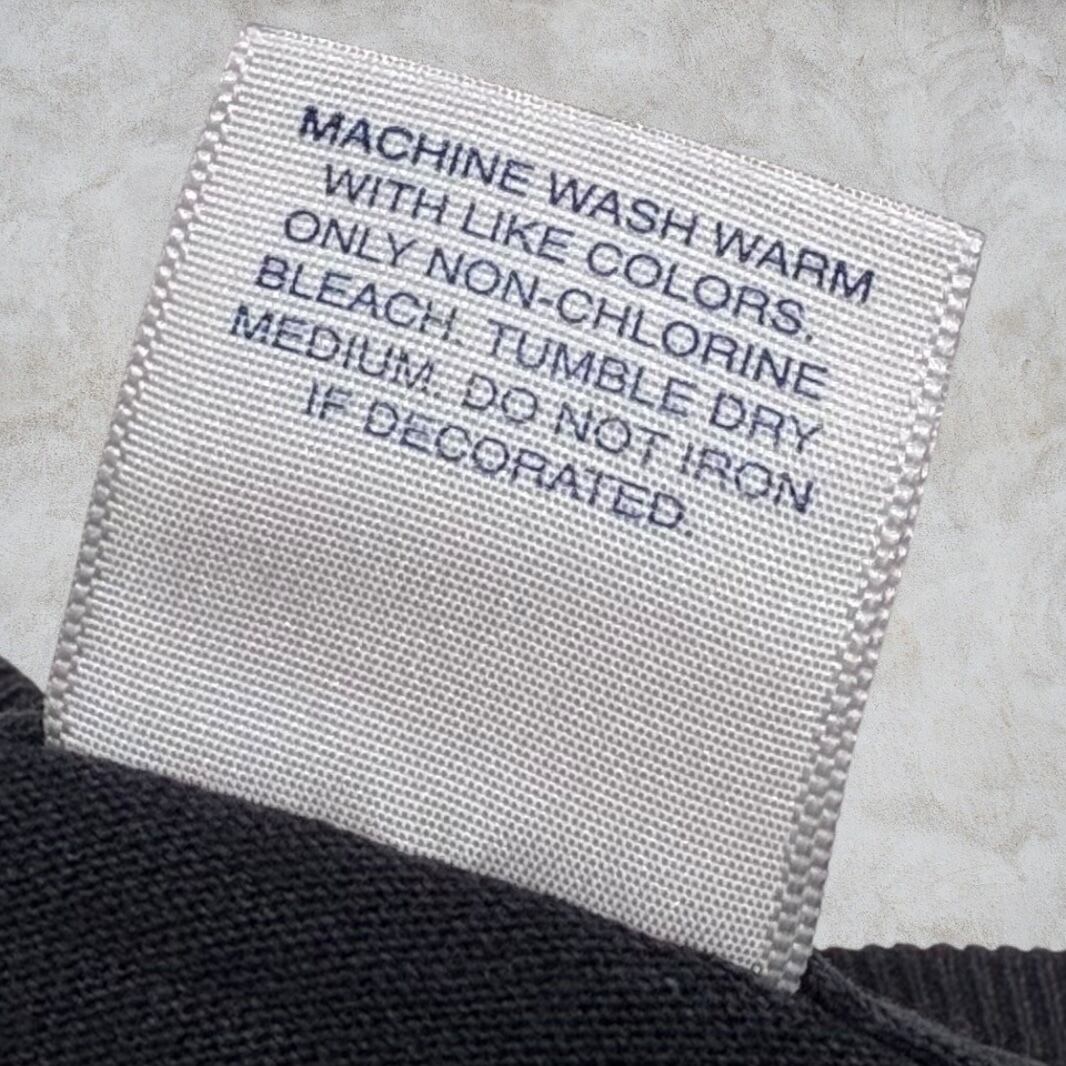 MACHINE WASH WARM
WITH LIKE COLORS.
ONLY NON-CHLORINE
BLEACH. TUMBLE DRY
MEDIUM. DO NOT IRON
IF DECORATED.